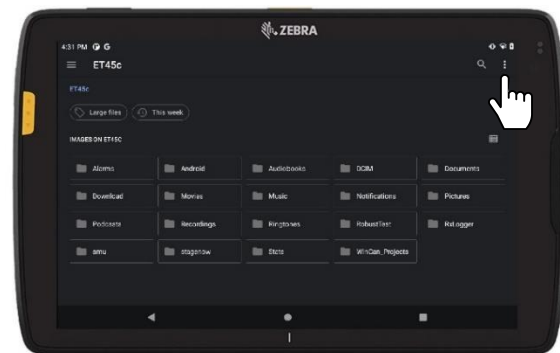 ZEBRA
4:31 PM G
ET45c
ET45c
Large files
This week
IMAGES ON ET45C
Alarms
Android
Audiobooks
DCIM
Documents
Download
Movies
Music
Notifications
Pictures
Podcasts
Recordings
Ringtones
RobustTest
RxLogger
smu
stagenow
Stats
WinCan_Projects